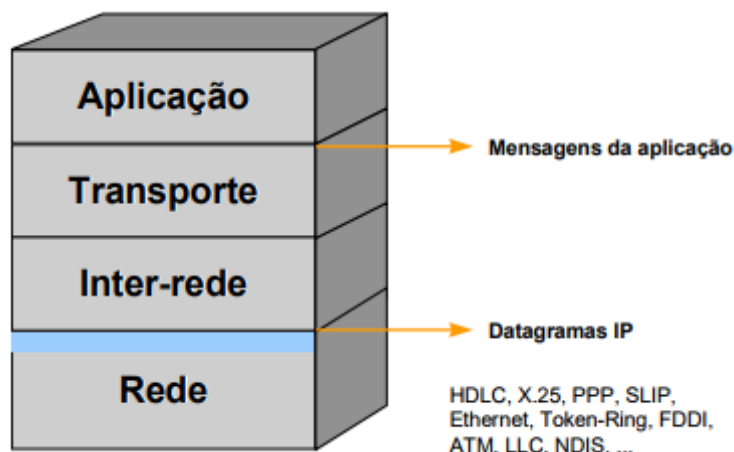 Aplicação
Mensagens da aplicação
Transporte
Inter-rede
Datagramas IP
Rede
HDLC, X.25, PPP, SLIP,
Ethernet, Token-Ring, FDDI,
ATM, LLC, NDIS, ...